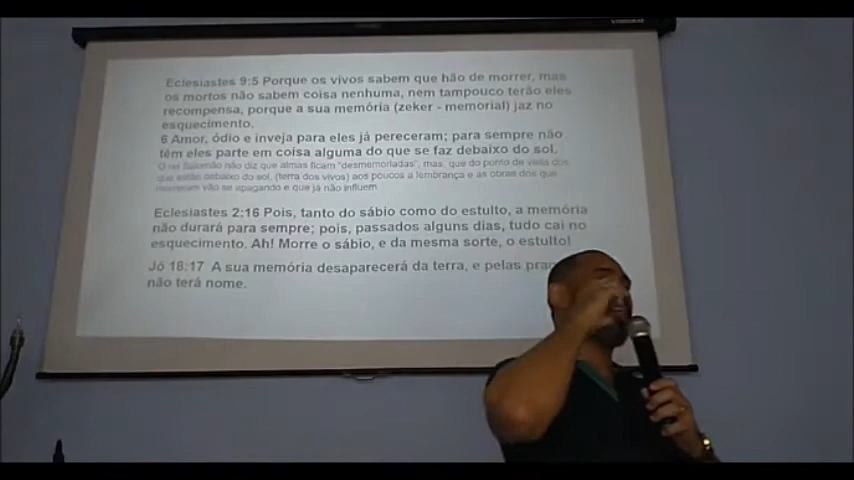 Eclesiastes 9:5 Porque os vivos sabem que hão de morrer, mas
os mortos não sabem coisa nenhuma, nem tampouco terão eles
recompensa, porque a sua memória (zeker - memorial) jaz no
esquecimento.
6 Amor, ódio e inveja para eles já pereceram; para sempre não
têm eles parte em coisa alguma do que se faz debaixo do sol.
O rei Salomão não diz que almas ficam "desmemoriadas", mas, que do ponto de vista dos
que estão debaixo do sol, (terra dos vivos) aos poucos a lembrança e as obras dos que
morreram vão se apagando e que já não influem
Eclesiastes 2:16 Pois, tanto do sábio como do estulto, a memória
não durará para sempre; pois, passados alguns dias, tudo cai no
esquecimento. Ah! Morre o sábio, e da mesma sorte, o estulto!
Jó 18:17 A sua memória desaparecerá da terra, e pelas
não terá nome.